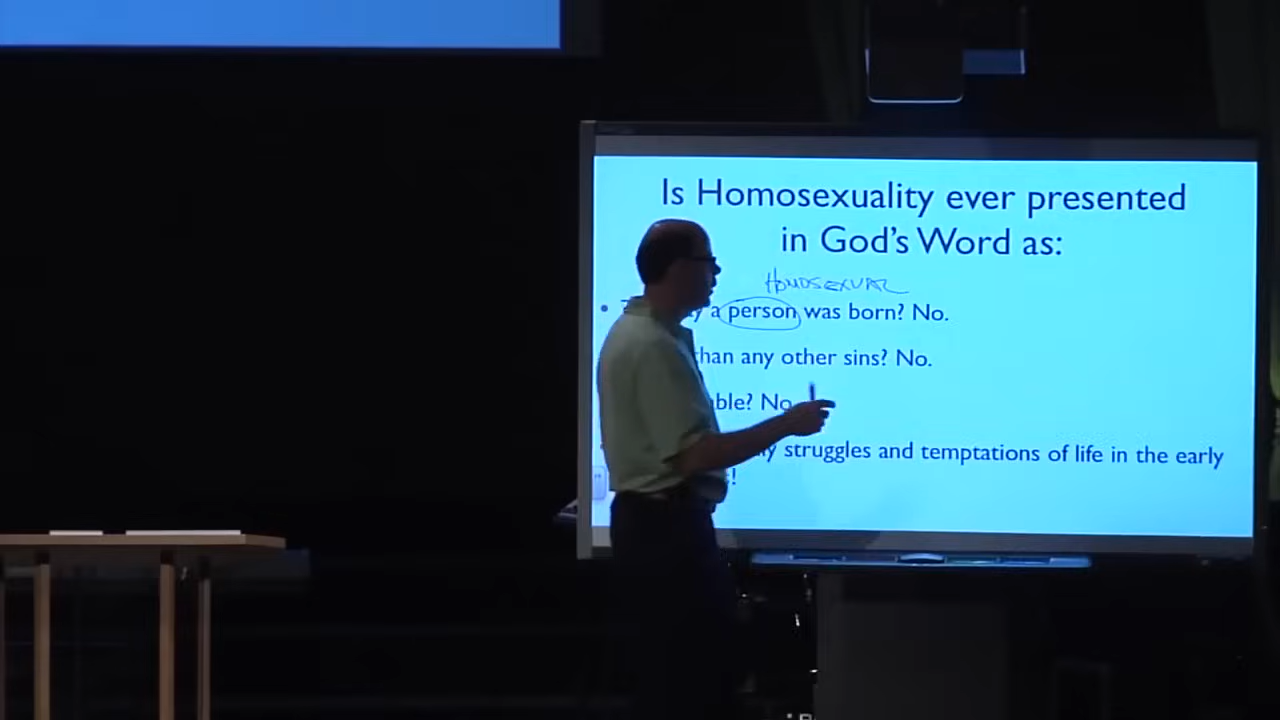 Is Homosexuality ever presented
in God's Word as:
HOMOSEXUAL
a person was born? No.
than any other sins? No.
No
struggles and temptations of life in the early